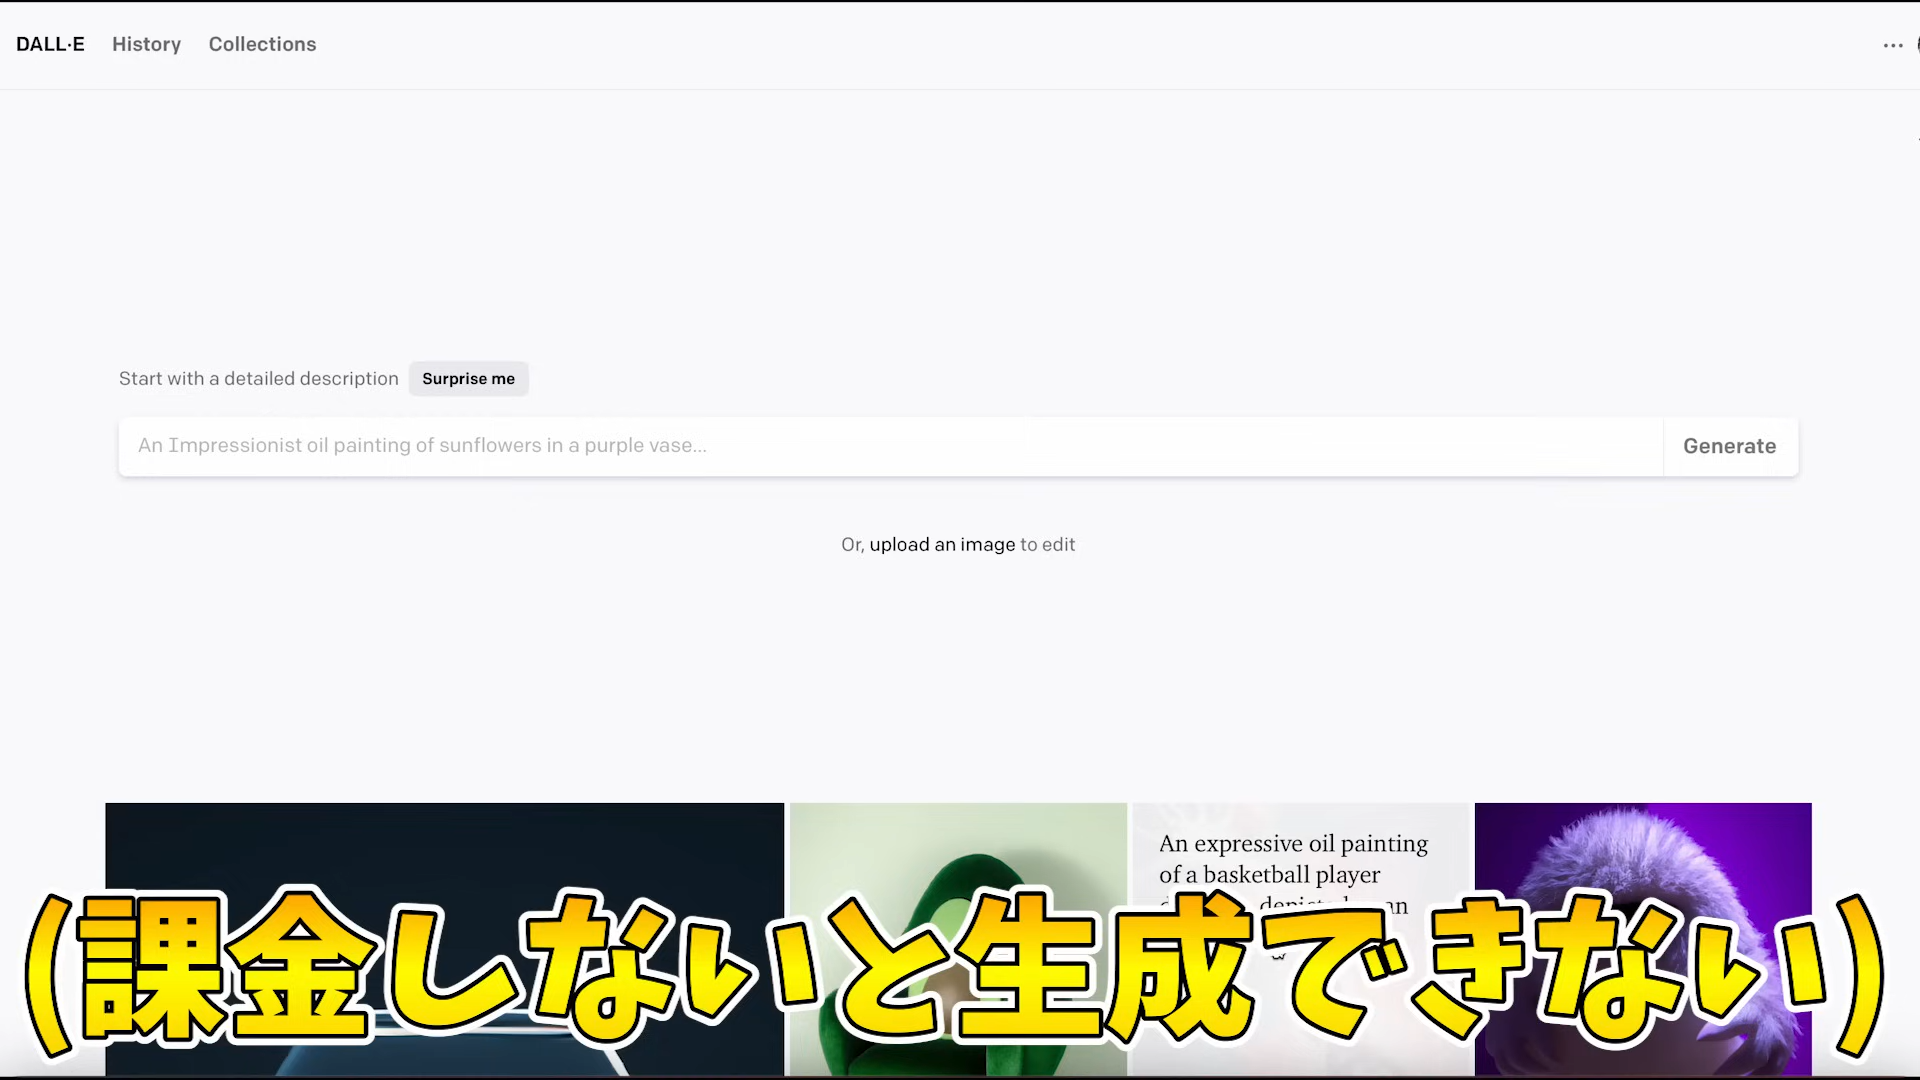 DALL·E History Collections
Start with a detailed description Surprise me
An Impressionist oil painting of sunflowers in a purple vase...
Generate
Or, upload an image to edit
An expressive oil painting
of a basketball player
(課金しないと生成できない)